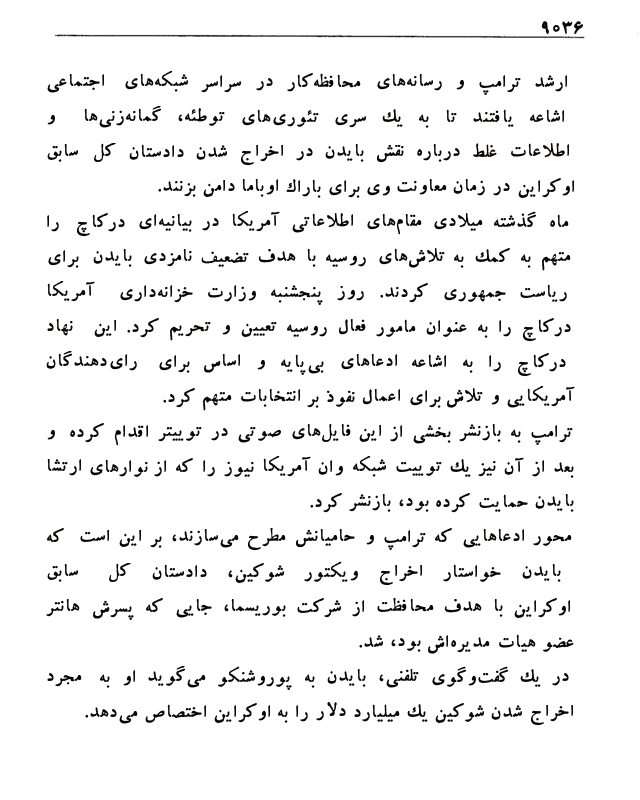 ۹۰۳۶
ارشد ترامپ و رسانه‌های محافظه‌کار در سراسر شبکه‌های اجتماعی
اشاعه یافتند تا به یك سری تئوری‌های توطئه، گمانه‌زنی‌ها و
اطلاعات غلط درباره نقش بایدن در اخراج شدن دادستان کل سابق
اوکراین در زمان معاونت وی برای باراك اوباما دامن بزنند.
ماه گذشته میلادی مقام‌های اطلاعاتی آمریکا در بیانیه‌ای درکاچ را
متهم به کمك به تلاش‌های روسیه با هدف تضعیف نامزدی بایدن برای
ریاست جمهوری کردند. روز پنجشنبه وزارت خزانه‌داری آمریکا
درکاچ را به عنوان مامور فعال روسیه تعیین و تحریم کرد. این نهاد
درکاچ را به اشاعه ادعاهای بی‌پایه و اساس برای رای‌دهندگان
آمریکایی و تلاش برای اعمال نفوذ بر انتخابات متهم کرد.
ترامپ به بازنشر بخشی از این فایل‌های صوتی در توییتر اقدام کرده و
بعد از آن نیز یك توییت شبکه وان آمریکا نیوز را که از نوارهای ارتشا
بایدن حمایت کرده بود، بازنشر کرد.
محور ادعاهایی که ترامپ و حامیانش مطرح می‌سازند، بر این است که
بایدن خواستار اخراج ویکتور شوکین، دادستان کل سابق
اوکراین با هدف محافظت از شرکت بوریسما، جایی که پسرش هانتر
عضو هیات مدیره‌اش بود، شد.
در یك گفت‌وگوی تلفنی، بایدن به پوروشنکو می‌گوید او به مجرد
اخراج شدن شوکین یك میلیارد دلار را به اوکراین اختصاص می‌دهد.